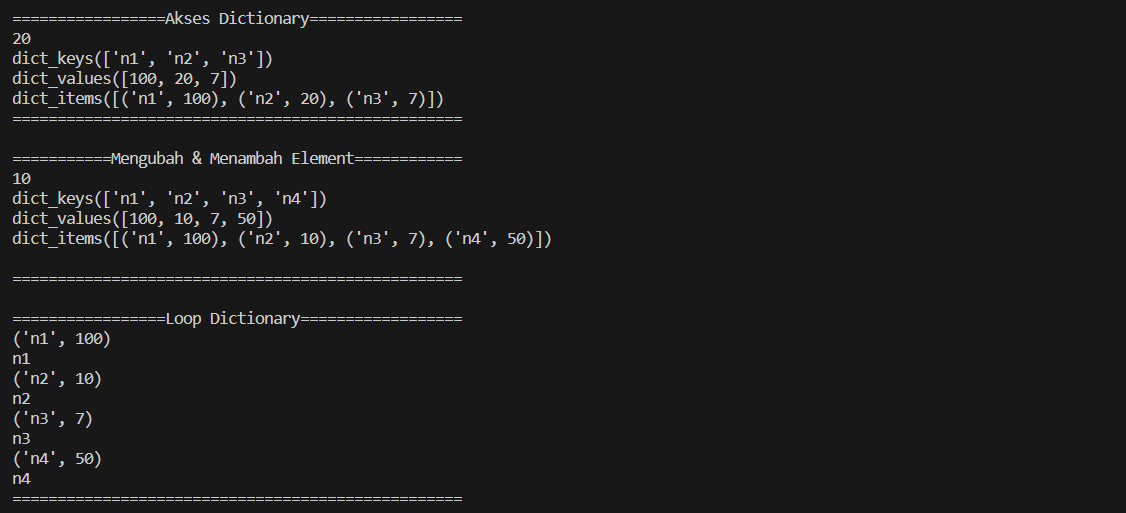 =================Akses Dictionary=================
20
dict_keys(['n1', 'n2', 'n3'])
dict_values([100, 20, 7])
dict_items([('n1', 100), ('n2', 20), ('n3', 7)])
==================================================
===========Mengubah & Menambah Element============
10
dict_keys(['n1', 'n2', 'n3', 'n4'])
dict_values([100, 10, 7, 50])
dict_items([('n1', 100), ('n2', 10), ('n3', 7), ('n4', 50)])
==================================================
=================Loop Dictionary==================
('n1', 100)
n1
('n2', 10)
n2
('n3', 7)
n3
('n4', 50)
n4
==================================================